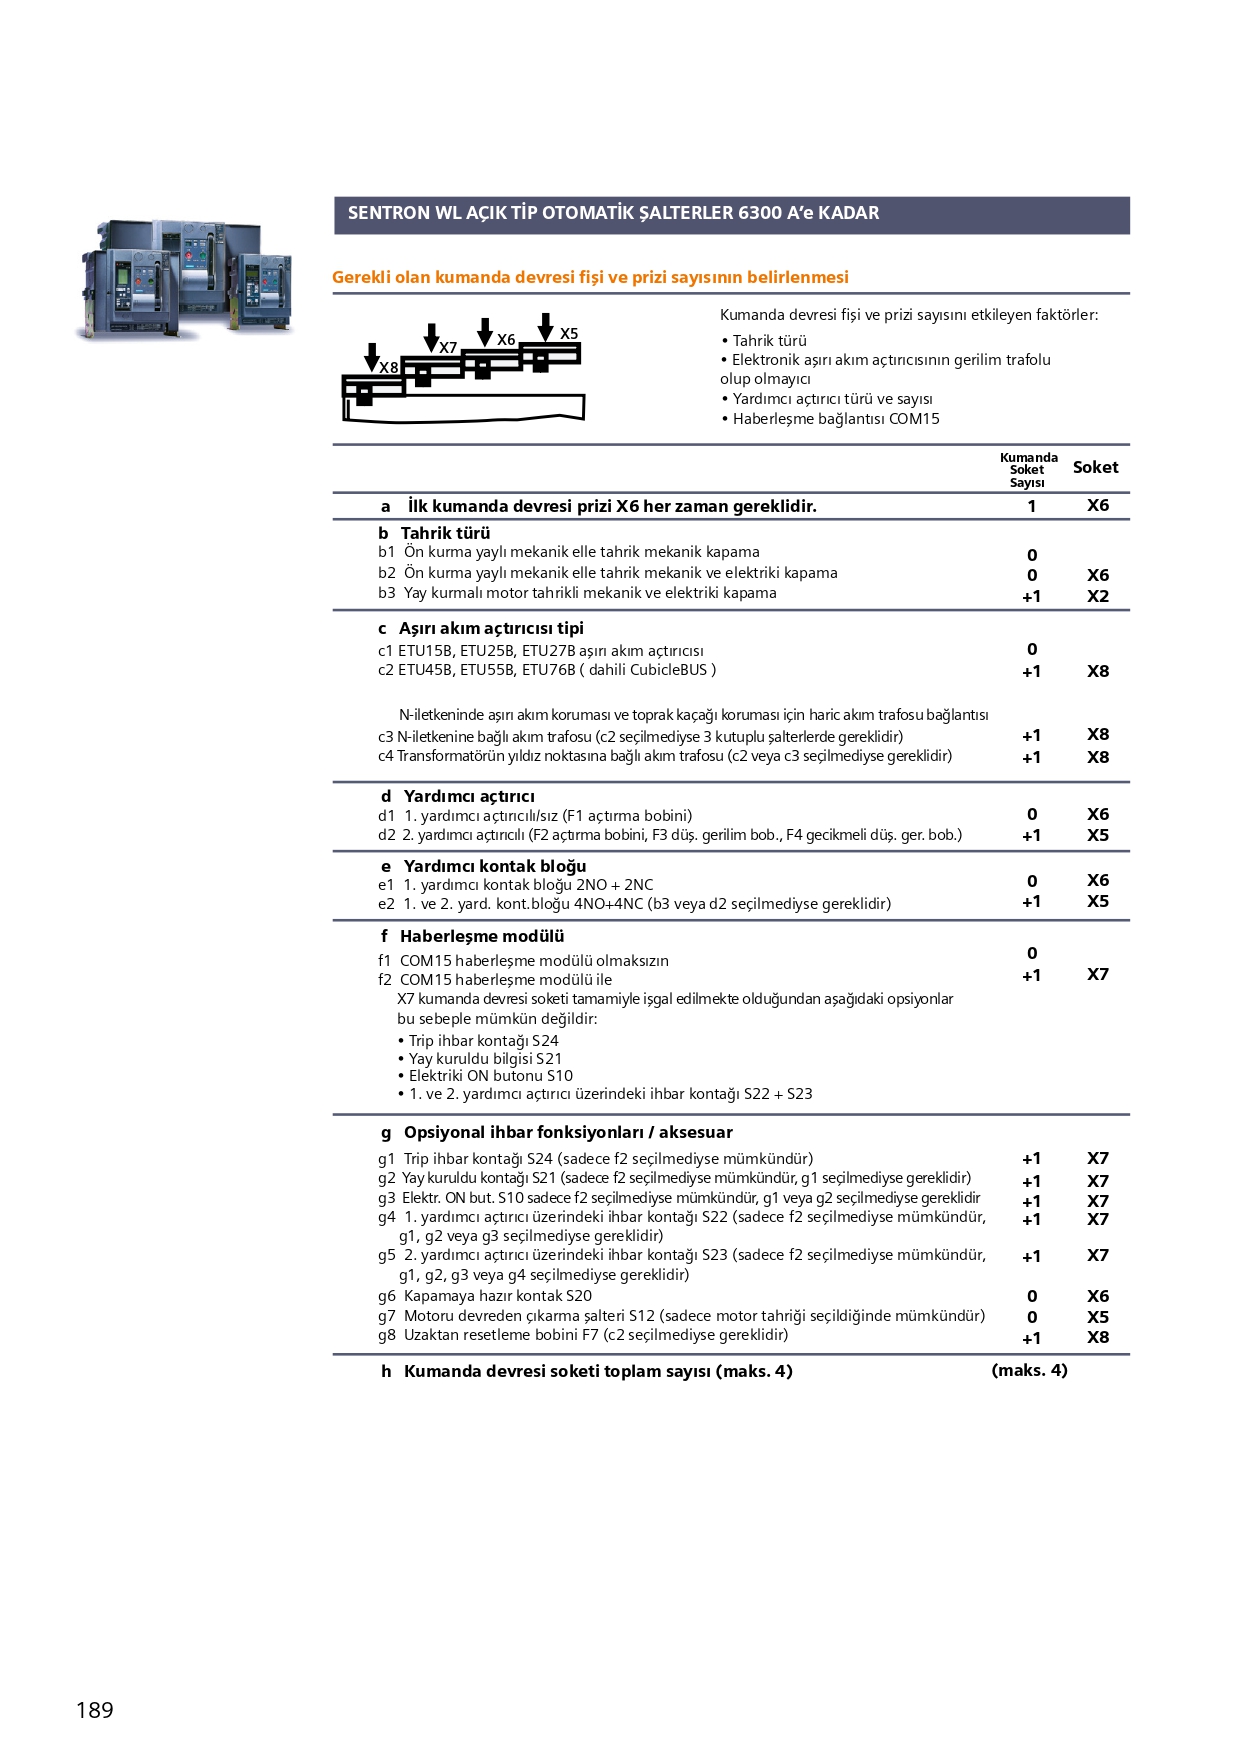 SENTRON WL AÇIK TİP OTOMATİK ŞALTERLER 6300 A’e KADAR
Gerekli olan kumanda devresi fişi ve prizi sayısının belirlenmesi
X8
X7
X6
X5
Kumanda devresi fişi ve prizi sayısını etkileyen faktörler:
• Tahrik türü
• Elektronik aşırı akım açtırıcısının gerilim trafolu
olup olmayıcı
• Yardımcı açtırıcı türü ve sayısı
• Haberleşme bağlantısı COM15
Kumanda
Soket
Sayısı
Soket
a İlk kumanda devresi prizi X6 her zaman gereklidir. 1 X6
b Tahrik türü
b1 Ön kurma yaylı mekanik elle tahrik mekanik kapama 0
b2 Ön kurma yaylı mekanik elle tahrik mekanik ve elektriki kapama 0 X6
b3 Yay kurmalı motor tahrikli mekanik ve elektriki kapama +1 X2
c Aşırı akım açtırıcısı tipi
c1 ETU15B, ETU25B, ETU27B aşırı akım açtırıcısı 0
c2 ETU45B, ETU55B, ETU76B ( dahili CubicleBUS ) +1 X8
N-iletkeninde aşırı akım koruması ve toprak kaçağı koruması için haric akım trafosu bağlantısı
c3 N-iletkenine bağlı akım trafosu (c2 seçilmediyse 3 kutuplu şalterlerde gereklidir) +1 X8
c4 Transformatörün yıldız noktasına bağlı akım trafosu (c2 veya c3 seçilmediyse gereklidir) +1 X8
d Yardımcı açtırıcı
d1 1. yardımcı açtırıcılı/sız (F1 açtırma bobini) 0 X6
d2 2. yardımcı açtırıcılı (F2 açtırma bobini, F3 düş. gerilim bob., F4 gecikmeli düş. ger. bob.) +1 X5
e Yardımcı kontak bloğu
e1 1. yardımcı kontak bloğu 2NO + 2NC 0 X6
e2 1. ve 2. yard. kont.bloğu 4NO+4NC (b3 veya d2 seçilmediyse gereklidir) +1 X5
f Haberleşme modülü
f1 COM15 haberleşme modülü olmaksızın 0
f2 COM15 haberleşme modülü ile +1 X7
X7 kumanda devresi soketi tamamiyle işgal edilmekte olduğundan aşağıdaki opsiyonlar
bu sebeple mümkün değildir:
• Trip ihbar kontağı S24
• Yay kuruldu bilgisi S21
• Elektriki ON butonu S10
• 1. ve 2. yardımcı açtırıcı üzerindeki ihbar kontağı S22 + S23
g Opsiyonal ihbar fonksiyonları / aksesuar
g1 Trip ihbar kontağı S24 (sadece f2 seçilmediyse mümkündür) +1 X7
g2 Yay kuruldu kontağı S21 (sadece f2 seçilmediyse mümkündür, g1 seçilmediyse gereklidir) +1 X7
g3 Elektr. ON but. S10 sadece f2 seçilmediyse mümkündür, g1 veya g2 seçilmediyse gereklidir +1 X7
g4 1. yardımcı açtırıcı üzerindeki ihbar kontağı S22 (sadece f2 seçilmediyse mümkündür, +1 X7
g1, g2 veya g3 seçilmediyse gereklidir)
g5 2. yardımcı açtırıcı üzerindeki ihbar kontağı S23 (sadece f2 seçilmediyse mümkündür, +1 X7
g1, g2, g3 veya g4 seçilmediyse gereklidir)
g6 Kapamaya hazır kontak S20 0 X6
g7 Motoru devreden çıkarma şalteri S12 (sadece motor tahriği seçildiğinde mümkündür) 0 X5
g8 Uzaktan resetleme bobini F7 (c2 seçilmediyse gereklidir) +1 X8
h Kumanda devresi soketi toplam sayısı (maks. 4) (maks. 4)
189